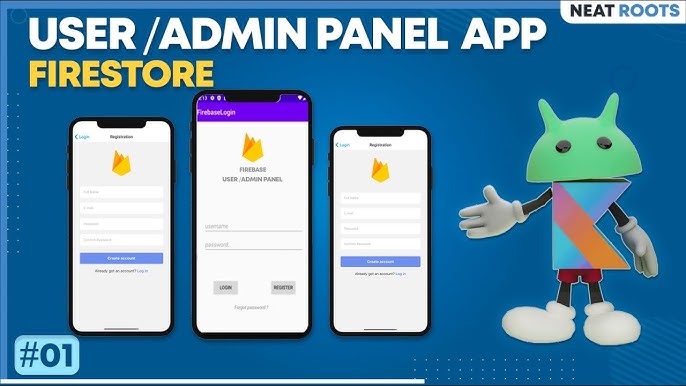 NEAT ROOTS
USER /ADMIN PANEL APP
FIRESTORE
Login
Registration
Full Name
E-mail
Password
Confirm Password
Create account
Already got an account? Log in
FirebaseLogin
FIREBASE
USER /ADMIN PANEL
username
password
LOGIN
REGISTER
Forget password ?
Login
Registration
Full Name
E-mail
Password
Confirm Password
Create account
Already got an account? Log in
#01